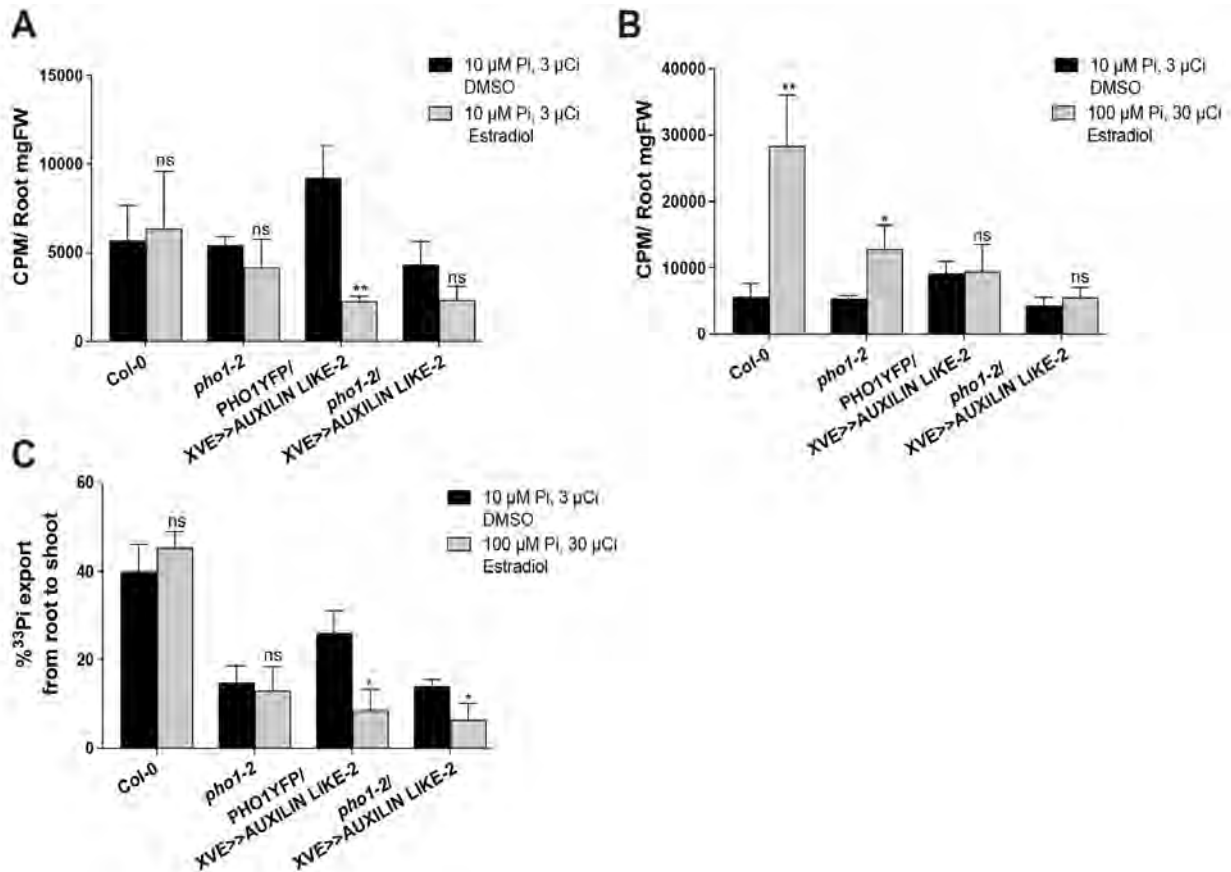 A
CPM/ Root mgFW
15000
10000
5000
0
10 µM Pi, 3 µCi
DMSO
10 µM Pi, 3 µCi
Estradiol
ns
ns
**
ns
Col-0
pho1-2
PHO1YFP/
XVE>>AUXILIN LIKE-2
pho1-2/
XVE>>AUXILIN LIKE-2
B
CPM/ Root mgFW
40000
30000
20000
10000
0
10 µM Pi, 3 µCi
DMSO
100 µM Pi, 30 µCi
Estradiol
**
*
ns
ns
Col-0
pho1-2
PHO1YFP/
XVE>>AUXILIN LIKE-2
pho1-2/
XVE>>AUXILIN LIKE-2
C
%³³Pi export
from root to shoot
60
40
20
0
10 µM Pi, 3 µCi
DMSO
100 µM Pi, 30 µCi
Estradiol
ns
ns
*
*
Col-0
pho1-2
PHO1YFP/
XVE>>AUXILIN LIKE-2
pho1-2/
XVE>>AUXILIN LIKE-2